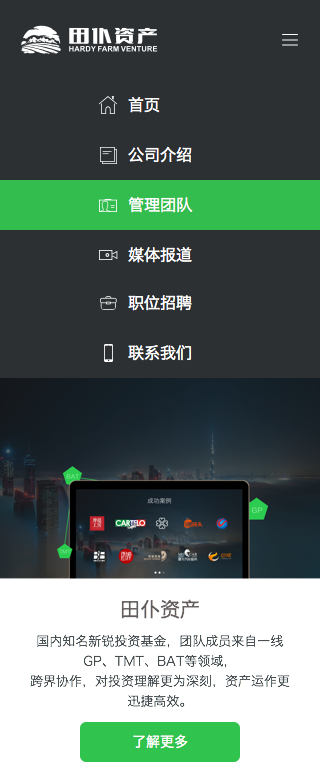 田仆资产
HARDY FARM VENTURE
首页
公司介绍
管理团队
媒体报道
职位招聘
联系我们
BAT
成功案例
CARTELO
GP
TMT
田仆资产
国内知名新锐投资基金，团队成员来自一线
GP、TMT、BAT等领域，
跨界协作，对投资理解更为深刻，资产运作更
迅捷高效。
了解更多